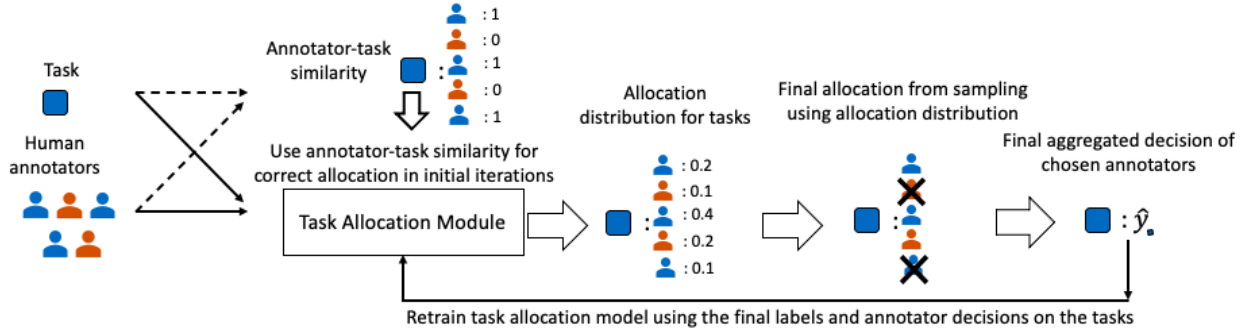 Task
Human
annotators
Annotator-task
similarity
:
: 1
: 0
: 1
: 0
: 1
Use annotator-task similarity for
correct allocation in initial iterations
Task Allocation Module
Allocation
distribution for tasks
:
: 0.2
: 0.1
: 0.4
: 0.2
: 0.1
Final allocation from sampling
using allocation distribution
:
Final aggregated decision of
chosen annotators
: ŷ
Retrain task allocation model using the final labels and annotator decisions on the tasks